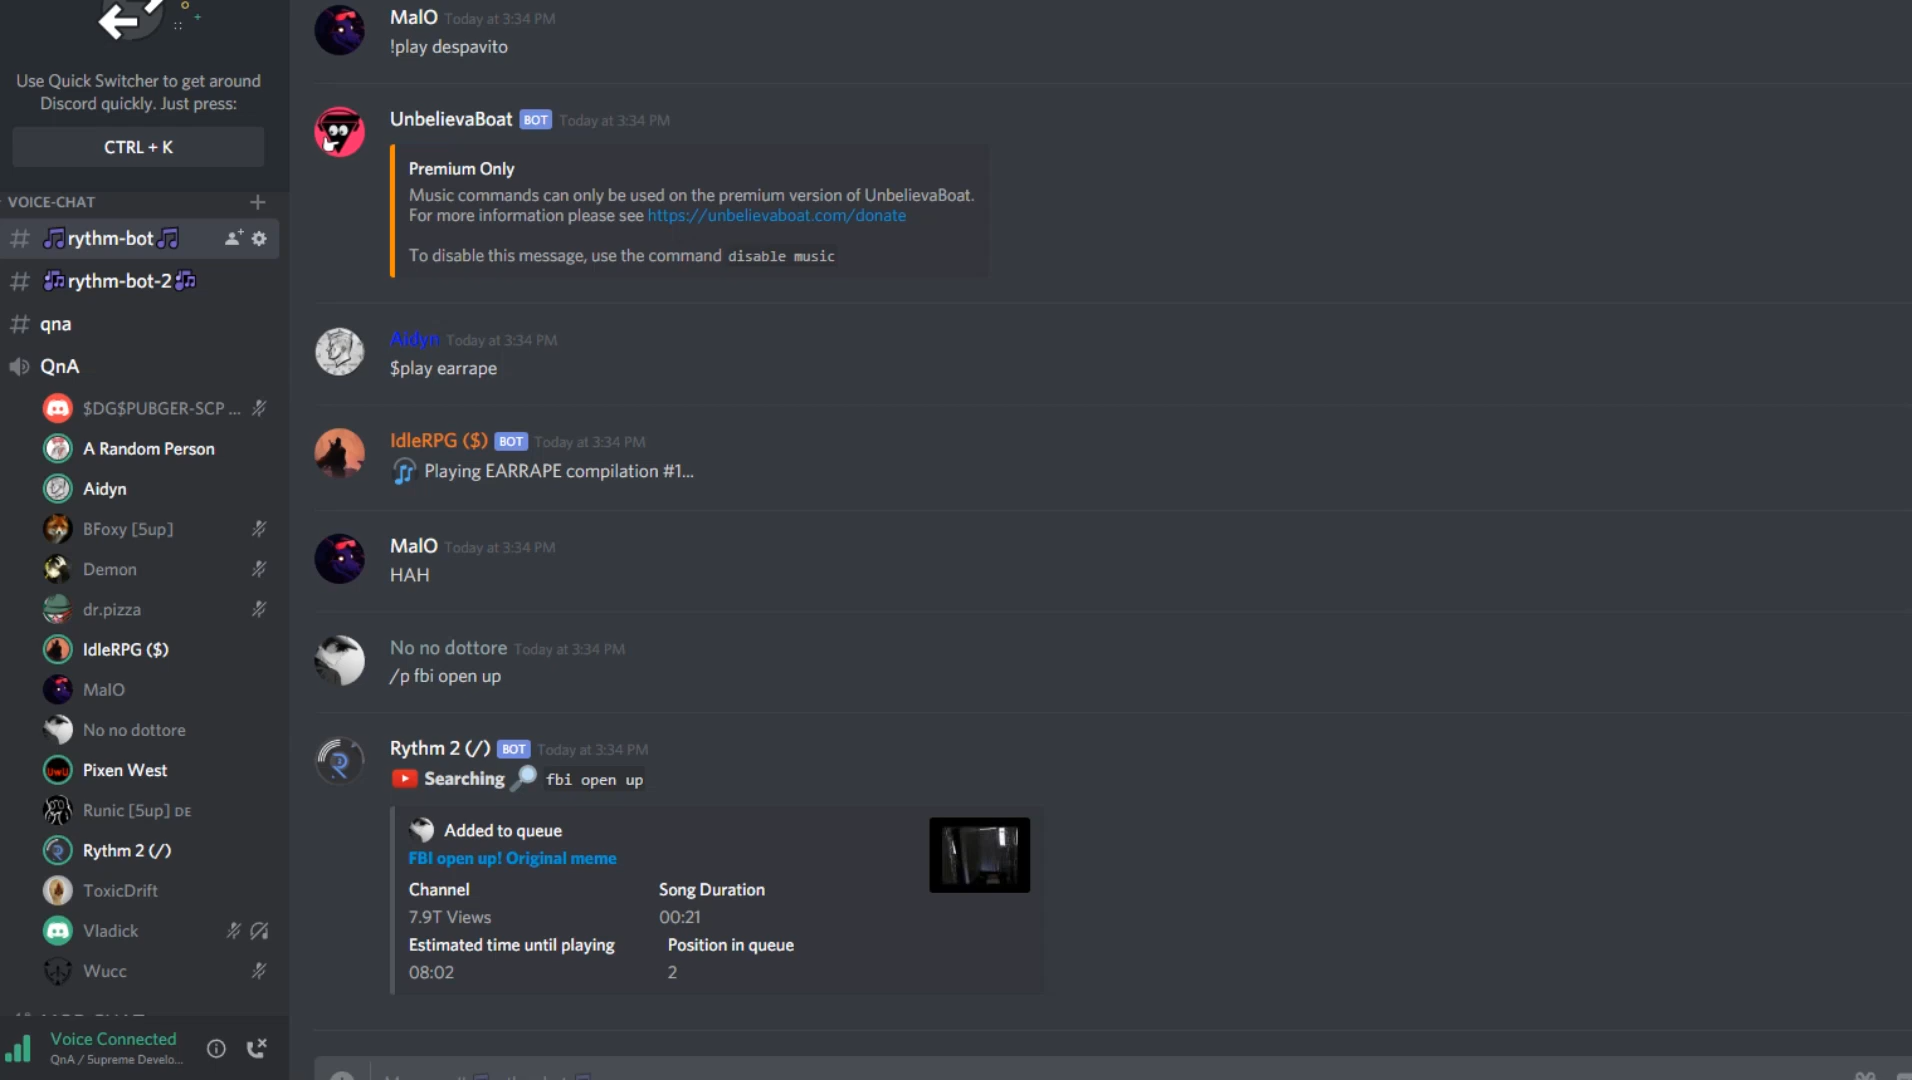 Use Quick Switcher to get around
Discord quickly. Just press:
CTRL + K
VOICE-CHAT
rythm-bot
rythm-bot-2
qna
QnA
$DG$PUBGER-SCP ...
A Random Person
Aidyn
BFoxy [5up]
Demon
dr.pizza
IdleRPG ($)
MalO
No no dottore
UwU
Pixen West
Runic [5up] DE
Rythm 2 (/)
ToxicDrift
Vladick
Wucc
Voice Connected
QnA / Supreme Develo...
MalO Today at 3:34 PM
!play despavito
UnbelievaBoat BOT Today at 3:34 PM
Premium Only
Music commands can only be used on the premium version of UnbelievaBoat.
For more information please see https://unbelievaboat.com/donate
To disable this message, use the command disable music
Aidyn Today at 3:34 PM
$play earrape
IdleRPG ($) BOT Today at 3:34 PM
Playing EARRAPE compilation #1...
MalO Today at 3:34 PM
HAH
No no dottore Today at 3:34 PM
/p fbi open up
Rythm 2 (/) BOT Today at 3:34 PM
Searching fbi open up
Added to queue
FBI open up! Original meme
Channel Song Duration
7.9T Views 00:21
Estimated time until playing Position in queue
08:02 2